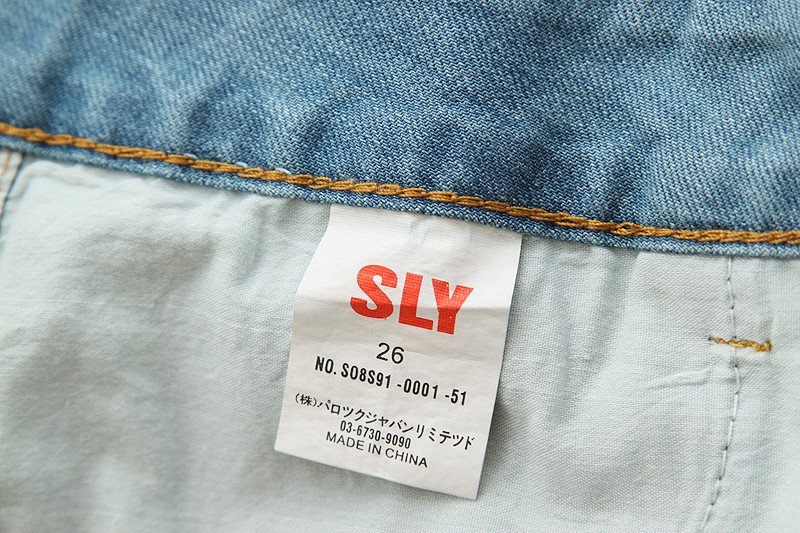 SLY
26
NO. S08S91-0001-51
(株)パロックジャパンリミテッド
03-6730-9090
MADE IN CHINA